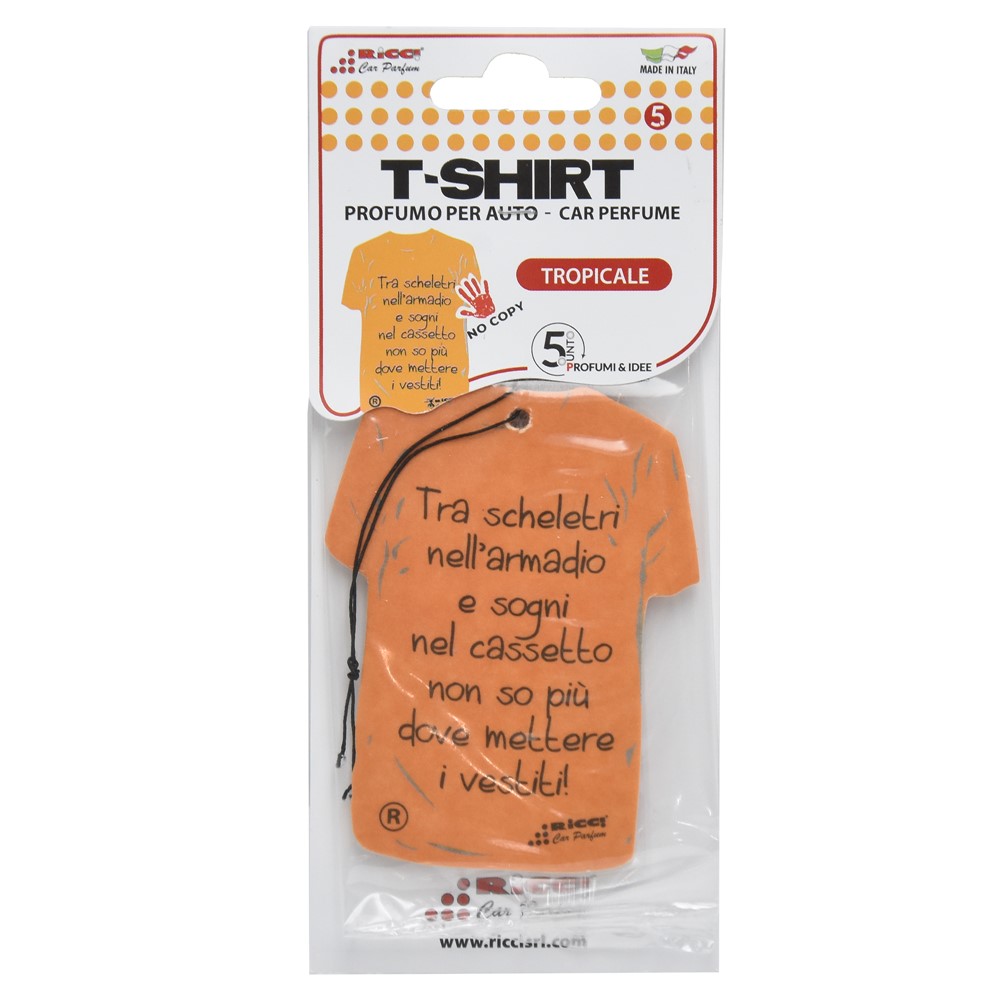 RICCI
Car Parfum
MADE IN ITALY
5
T-SHIRT
PROFUMO PER AUTO - CAR PERFUME
TROPICALE
Tra scheletri
nell'armadio
e sogni
nel cassetto
non so più
dove mettere
i vestiti!
®
NO COPY
5 PUNTO
PROFUMI & IDEE
Tra scheletri
nell'armadio
e sogni
nel cassetto
non so più
dove mettere
i vestiti!
®
RICCI
Car Parfum
RICCI
Car
www.riccisrl.com